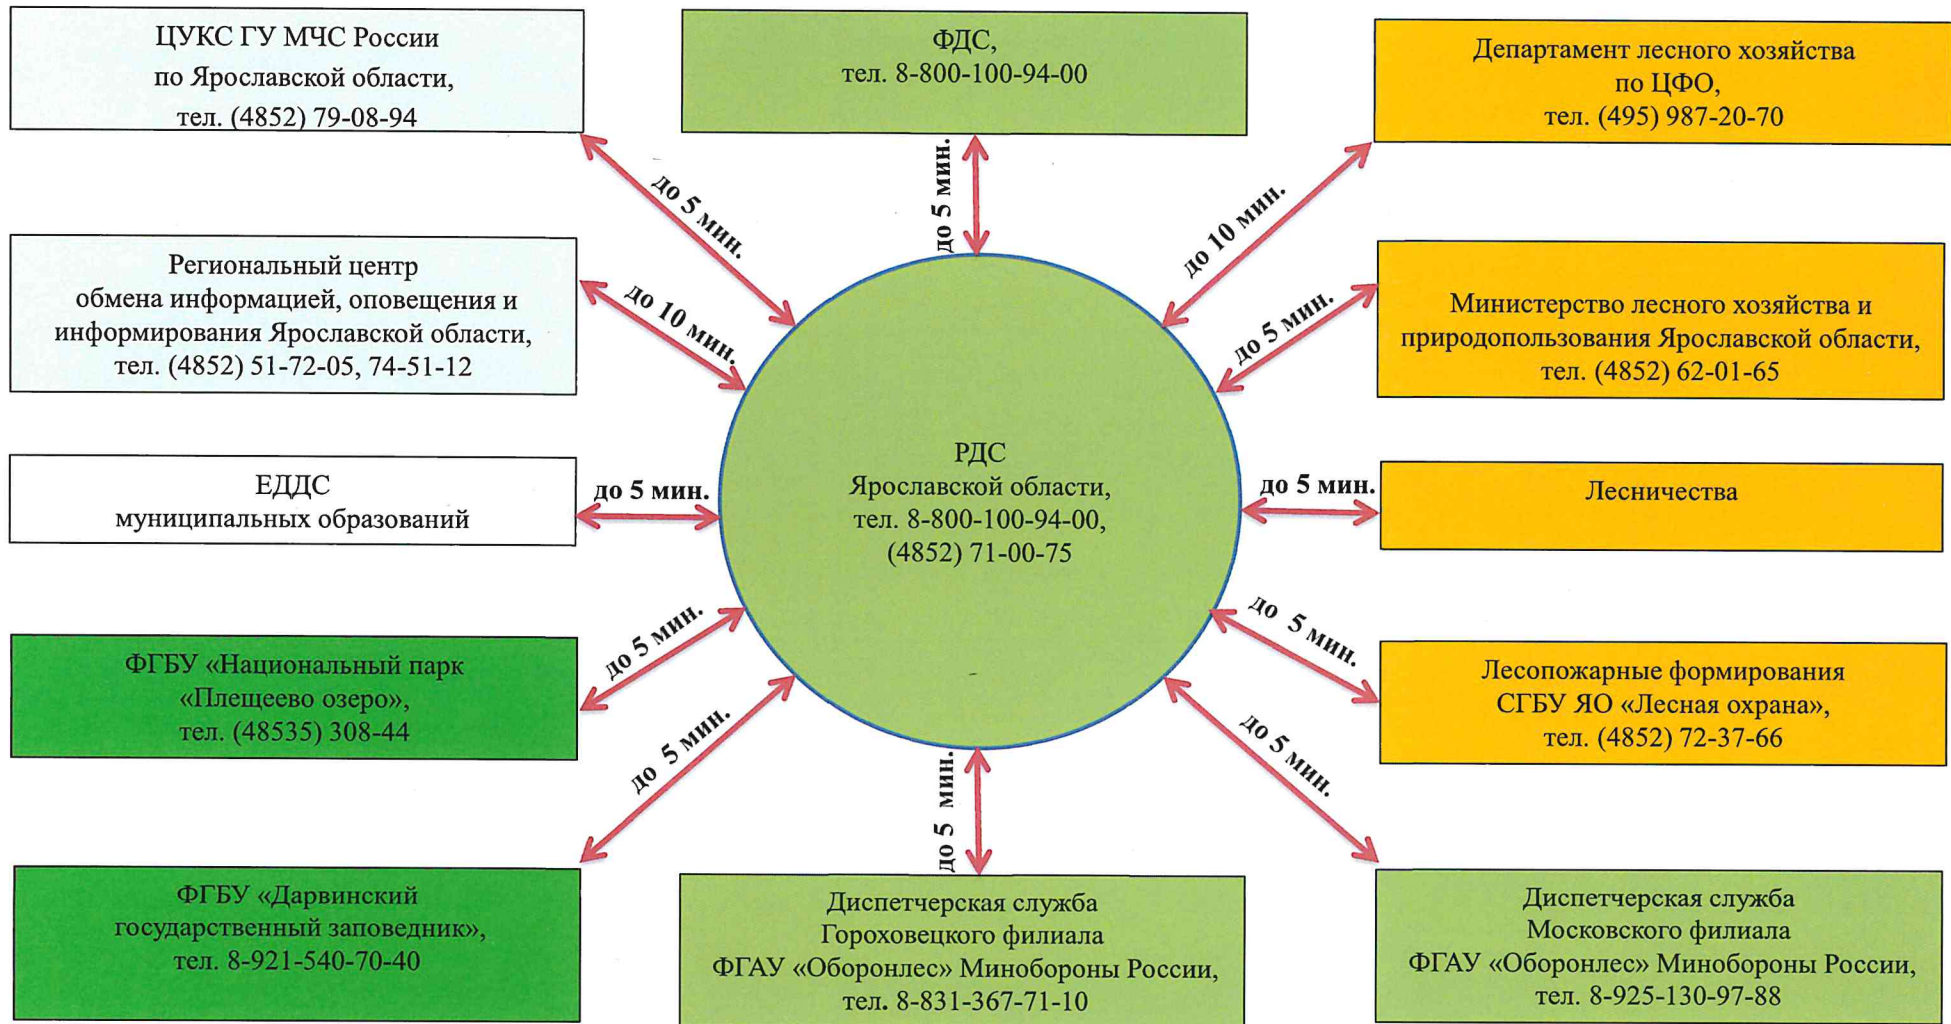 ЦУКС ГУ МЧС России
по Ярославской области,
тел. (4852) 79-08-94
ФДС,
тел. 8-800-100-94-00
Департамент лесного хозяйства
по ЦФО,
тел. (495) 987-20-70
до 5 мин.
до 5 мин.
до 10 мин.
Региональный центр
обмена информацией, оповещения и
информирования Ярославской области,
тел. (4852) 51-72-05, 74-51-12
до 10 мин.
до 5 мин.
Министерство лесного хозяйства и
природопользования Ярославской области,
тел. (4852) 62-01-65
ЕДДС
муниципальных образований
до 5 мин.
РДС
Ярославской области,
тел. 8-800-100-94-00,
(4852) 71-00-75
до 5 мин.
Лесничества
ФГБУ «Национальный парк
«Плещеево озеро»,
тел. (48535) 308-44
до 5 мин.
до 5 мин.
Лесопожарные формирования
СГБУ ЯО «Лесная охрана»,
тел. (4852) 72-37-66
до 5 мин.
до 5 мин.
до 5 мин.
ФГБУ «Дарвинский
государственный заповедник»,
тел. 8-921-540-70-40
Диспетчерская служба
Гороховецкого филиала
ФГАУ «Оборонлес» Минобороны России,
тел. 8-831-367-71-10
Диспетчерская служба
Московского филиала
ФГАУ «Оборонлес» Минобороны России,
тел. 8-925-130-97-88